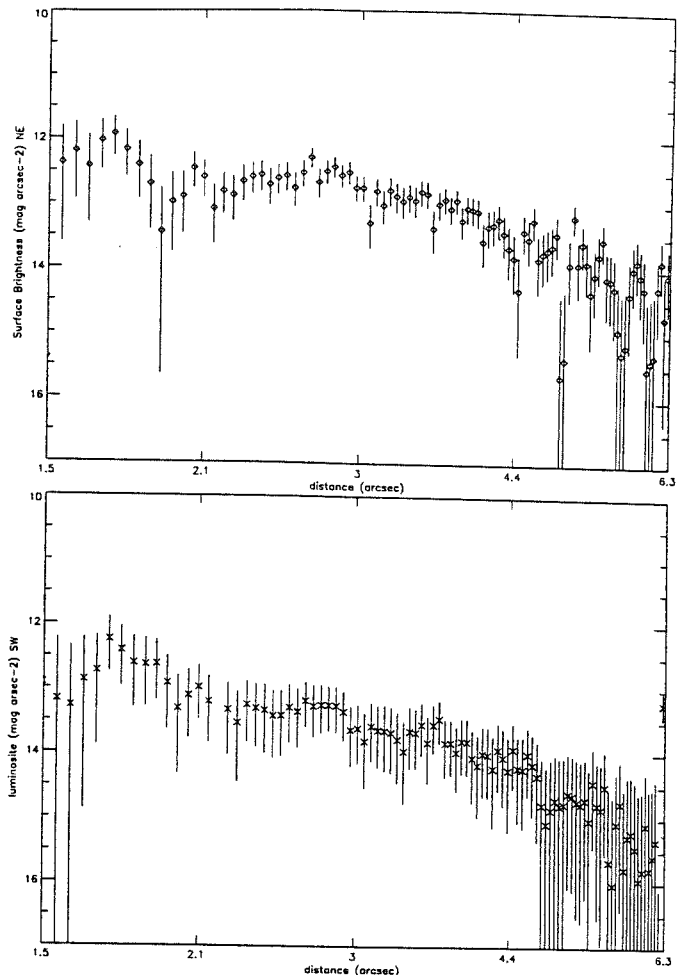 10
12
14
16
Surface Brightness (mag arcsec-2) NE
1.5 2.1 3 4.4 6.3
distance (arcsec)
10
12
14
16
luminosite (mag arsec-2) SW
1.5 2.1 3 4.4 6.3
distance (arcsec)